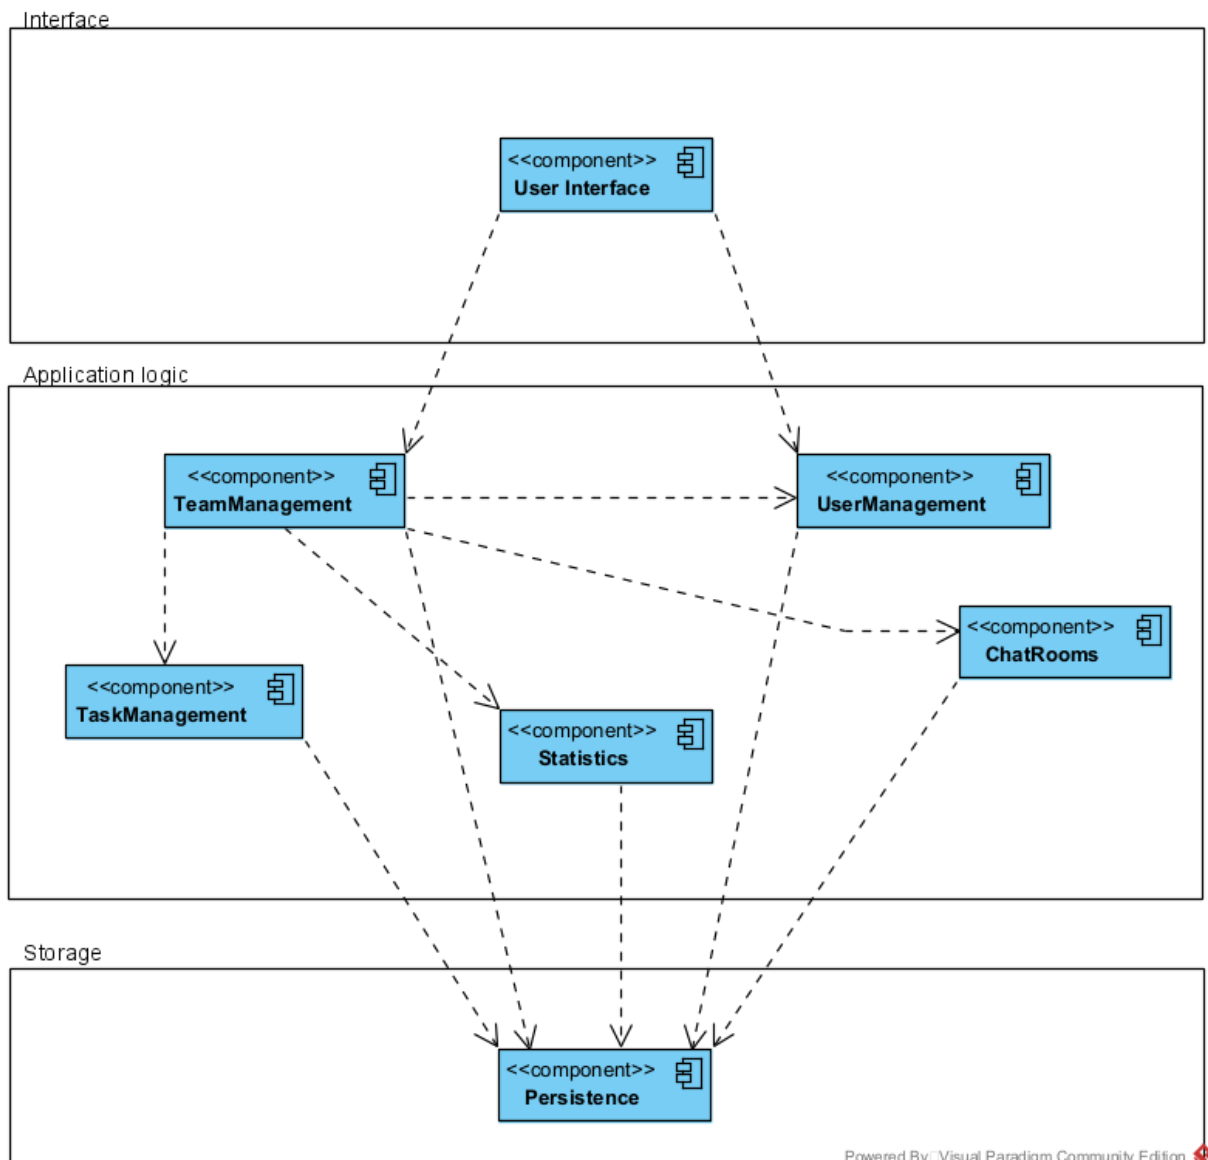 Interface
<<component>>
User Interface
Application logic
<<component>>
TeamManagement
<<component>>
UserManagement
<<component>>
ChatRooms
<<component>>
TaskManagement
<<component>>
Statistics
Storage
<<component>>
Persistence
Powered By Visual Paradigm Community Edition